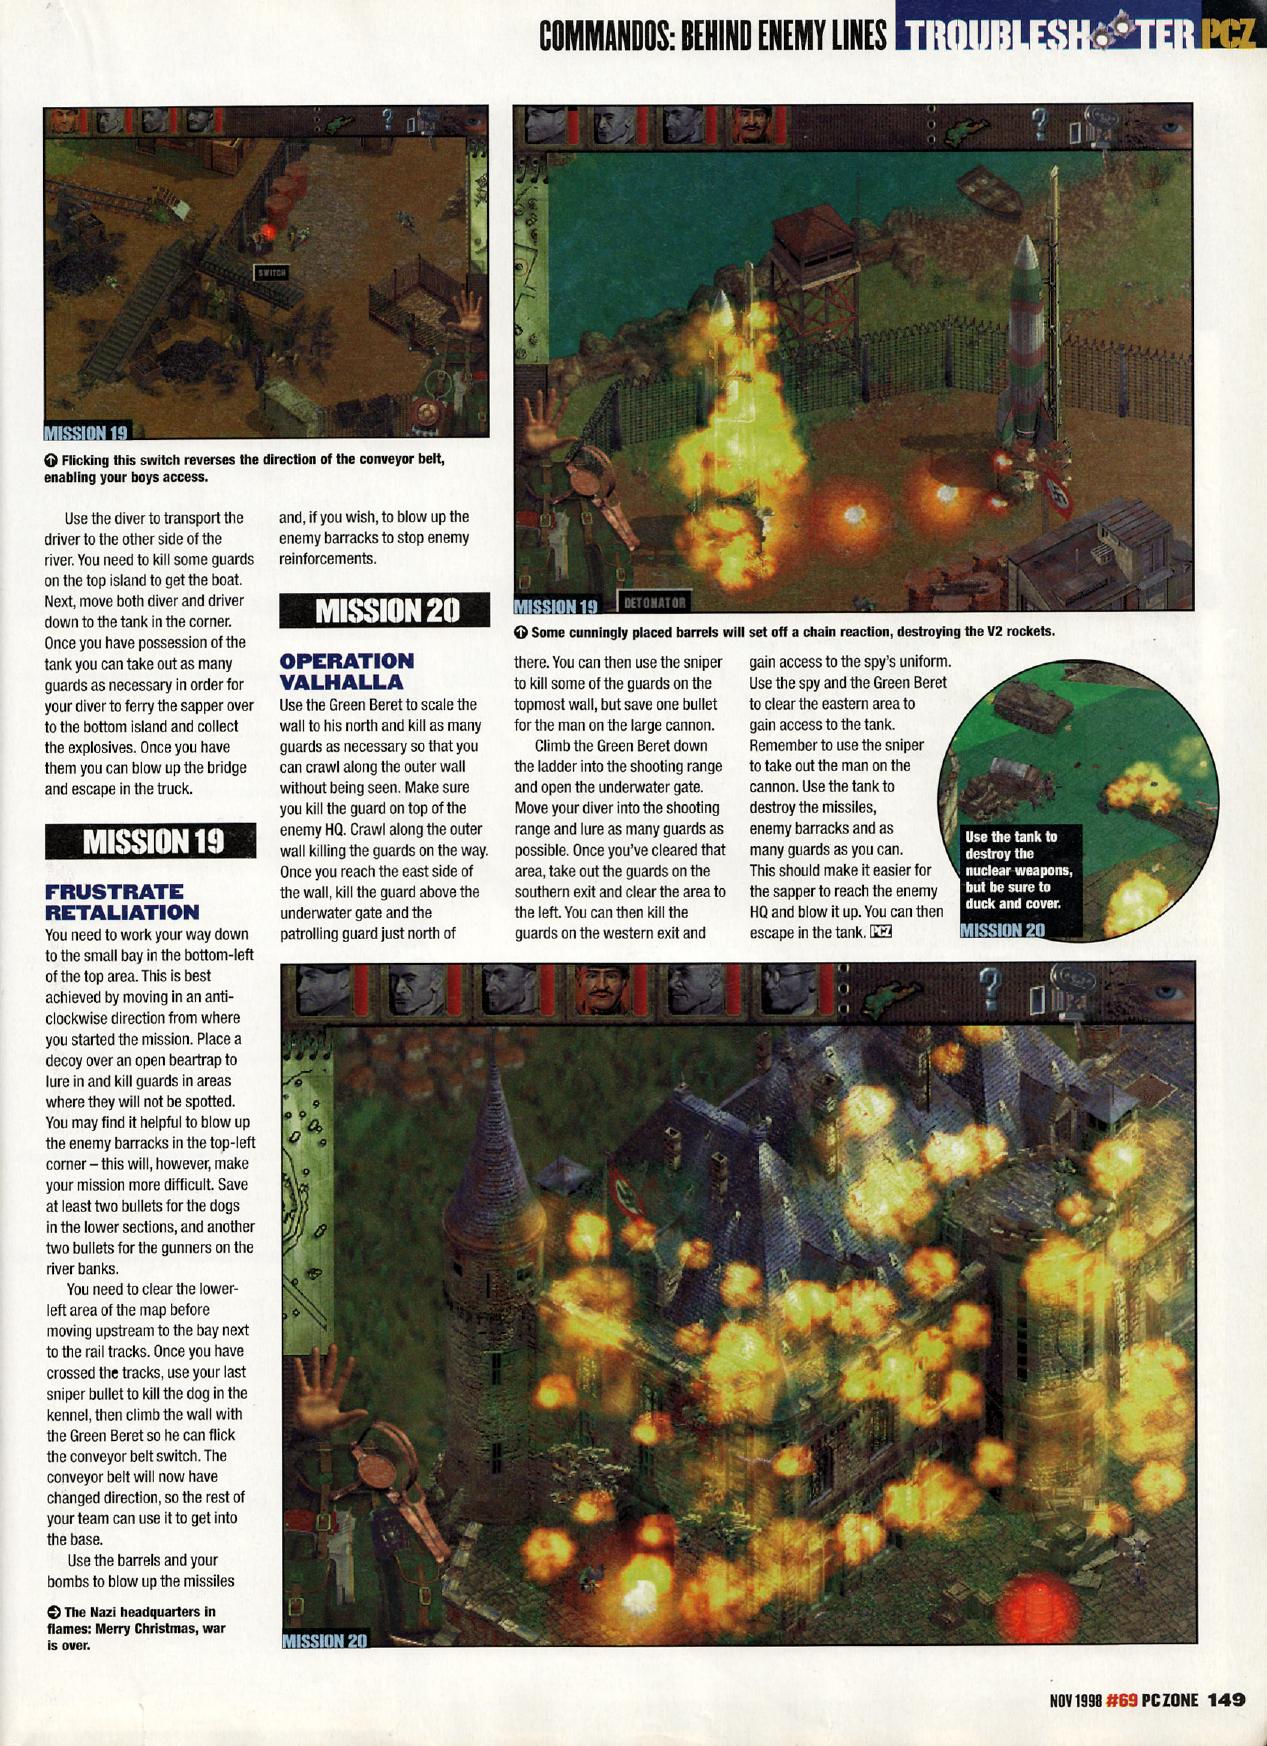 COMMANDOS: BEHIND ENEMY LINES TROUBLESHOOTER PCZ
SWITCH
MISSION 19
Flicking this switch reverses the direction of the conveyor belt,
enabling your boys access.
DETONATOR
MISSION 19
Some cunningly placed barrels will set off a chain reaction, destroying the V2 rockets.
Use the diver to transport the
driver to the other side of the
river. You need to kill some guards
on the top island to get the boat.
Next, move both diver and driver
down to the tank in the corner.
Once you have possession of the
tank you can take out as many
guards as necessary in order for
your diver to ferry the sapper over
to the bottom island and collect
the explosives. Once you have
them you can blow up the bridge
and escape in the truck.
MISSION 19
FRUSTRATE
RETALIATION
You need to work your way down
to the small bay in the bottom-left
of the top area. This is best
achieved by moving in an anti-
clockwise direction from where
you started the mission. Place a
decoy over an open beartrap to
lure in and kill guards in areas
where they will not be spotted.
You may find it helpful to blow up
the enemy barracks in the top-left
corner – this will, however, make
your mission more difficult. Save
at least two bullets for the dogs
in the lower sections, and another
two bullets for the gunners on the
river banks.
You need to clear the lower-
left area of the map before
moving upstream to the bay next
to the rail tracks. Once you have
crossed the tracks, use your last
sniper bullet to kill the dog in the
kennel, then climb the wall with
the Green Beret so he can flick
the conveyor belt switch. The
conveyor belt will now have
changed direction, so the rest of
your team can use it to get into
the base.
Use the barrels and your
bombs to blow up the missiles
and, if you wish, to blow up the
enemy barracks to stop enemy
reinforcements.
MISSION 20
OPERATION
VALHALLA
Use the Green Beret to scale the
wall to his north and kill as many
guards as necessary so that you
can crawl along the outer wall
without being seen. Make sure
you kill the guard on top of the
enemy HQ. Crawl along the outer
wall killing the guards on the way.
Once you reach the east side of
the wall, kill the guard above the
underwater gate and the
patrolling guard just north of
there. You can then use the sniper
to kill some of the guards on the
topmost wall, but save one bullet
for the man on the large cannon.
Climb the Green Beret down
the ladder into the shooting range
and open the underwater gate.
Move your diver into the shooting
range and lure as many guards as
possible. Once you've cleared that
area, take out the guards on the
southern exit and clear the area to
the left. You can then kill the
guards on the western exit and
gain access to the spy's uniform.
Use the spy and the Green Beret
to clear the eastern area to
gain access to the tank.
Remember to use the sniper
to take out the man on the
cannon. Use the tank to
destroy the missiles,
enemy barracks and as
many guards as you can.
This should make it easier for
the sapper to reach the enemy
HQ and blow it up. You can then
escape in the tank. PCZ
Use the tank to
destroy the
nuclear weapons,
but be sure to
duck and cover.
MISSION 20
The Nazi headquarters in
flames: Merry Christmas, war
is over.
MISSION 20
NOV 1998 #69 PC ZONE 149